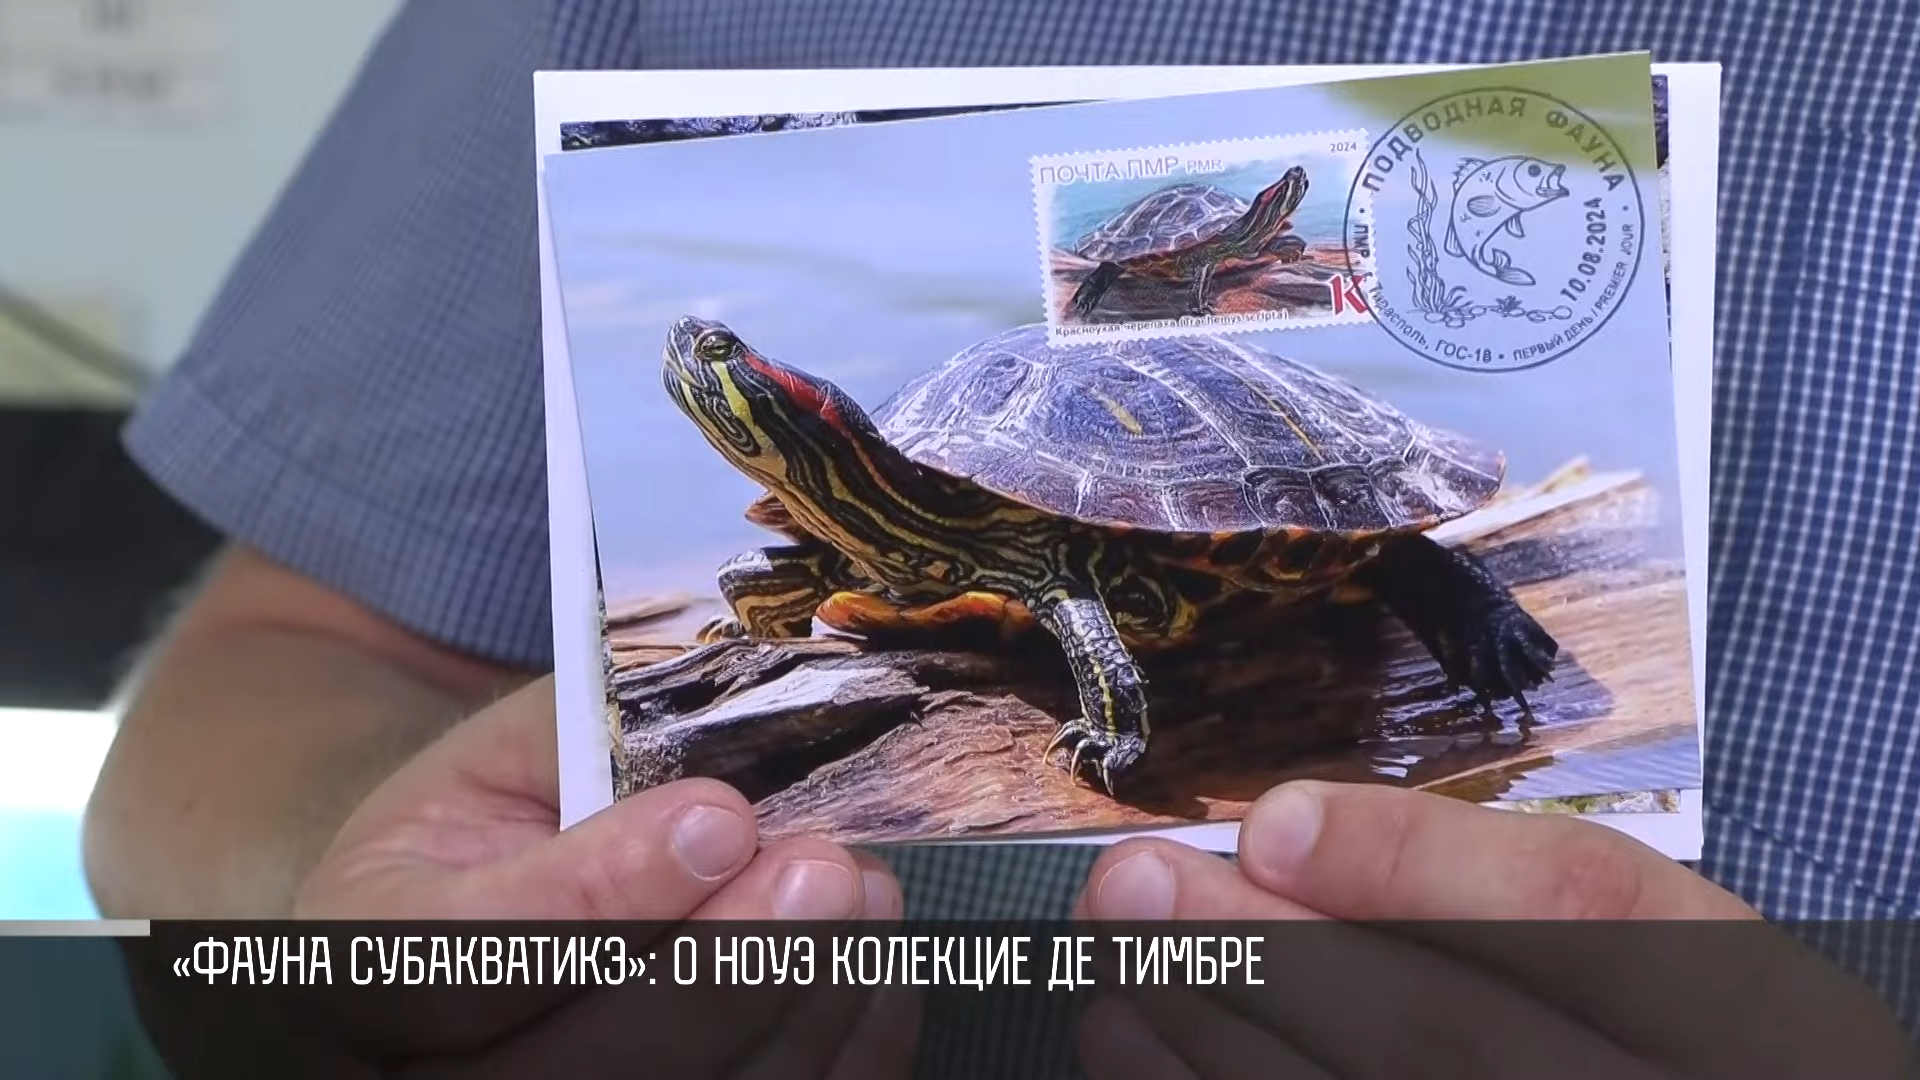 ПОЧТА ПМР PMR
2024
К
Красноухая черепаха (Trachemys scripta)
ПОДВОДНАЯ ФАУНА
10.08.2024
ПМР, г. Тирасполь, ГОС-18 • ПЕРВЫЙ ДЕНЬ / PREMIER JOUR •
«ФАУНА СУБАКВАТИКЭ»: О НОУЭ КОЛЕКЦИЕ ДЕ ТИМБРЕ